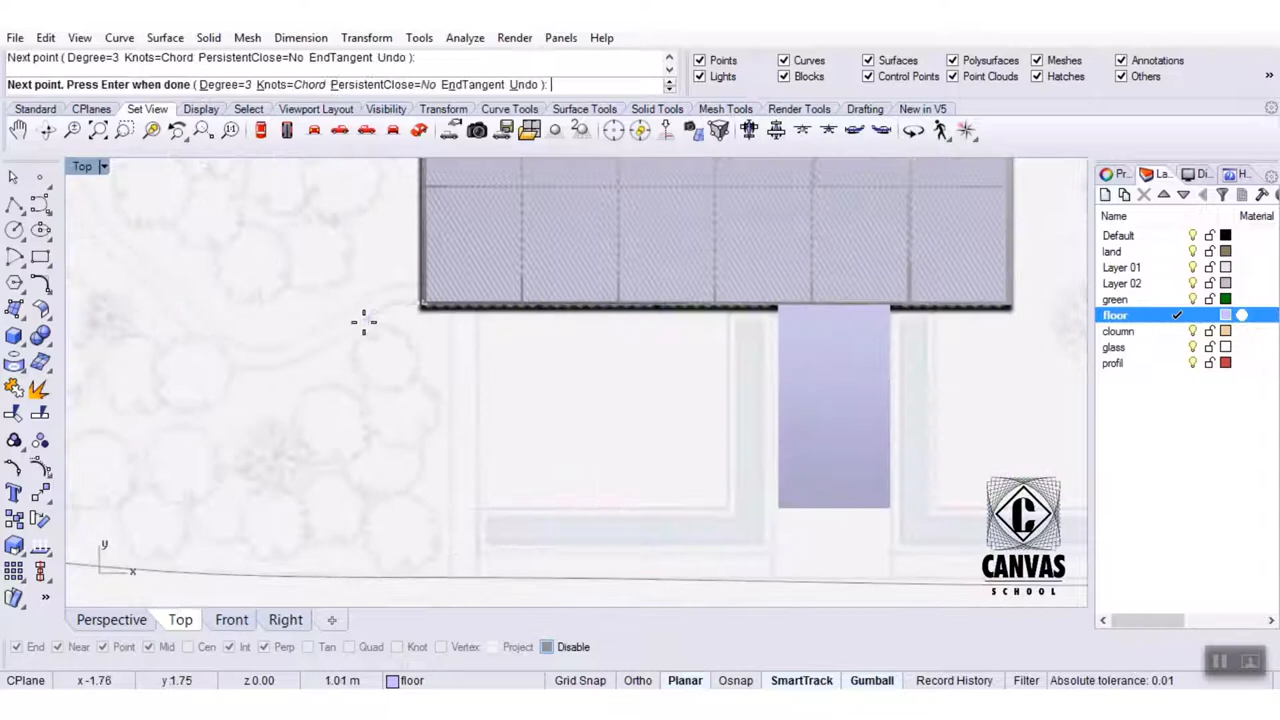 File Edit View Curve Surface Solid Mesh Dimension Transform Tools Analyze Render Panels Help
Next point ( Degree=3 Knots=Chord PersistentClose=No EndTangent Undo ):
Next point. Press Enter when done ( Degree=3 Knots=Chord PersistentClose=No EndTangent Undo ):
Points Curves Surfaces Polysurfaces Meshes Annotations
Lights Blocks Control Points Point Clouds Hatches Others
Standard CPlanes Set View Display Select Viewport Layout Visibility Transform Curve Tools Surface Tools Solid Tools Mesh Tools Render Tools Drafting New in V5
Top
Pr... La... Di... H...
Name Material
Default
land
Layer 01
Layer 02
green
floor
cloumn
glass
profil
y
x
C
CANVAS
SCHOOL
Perspective Top Front Right
End Near Point Mid Cen Int Perp Tan Quad Knot Vertex Project Disable
CPlane x -1.76 y 1.75 z 0.00 1.01 m floor Grid Snap Ortho Planar Osnap SmartTrack Gumball Record History Filter Absolute tolerance: 0.01